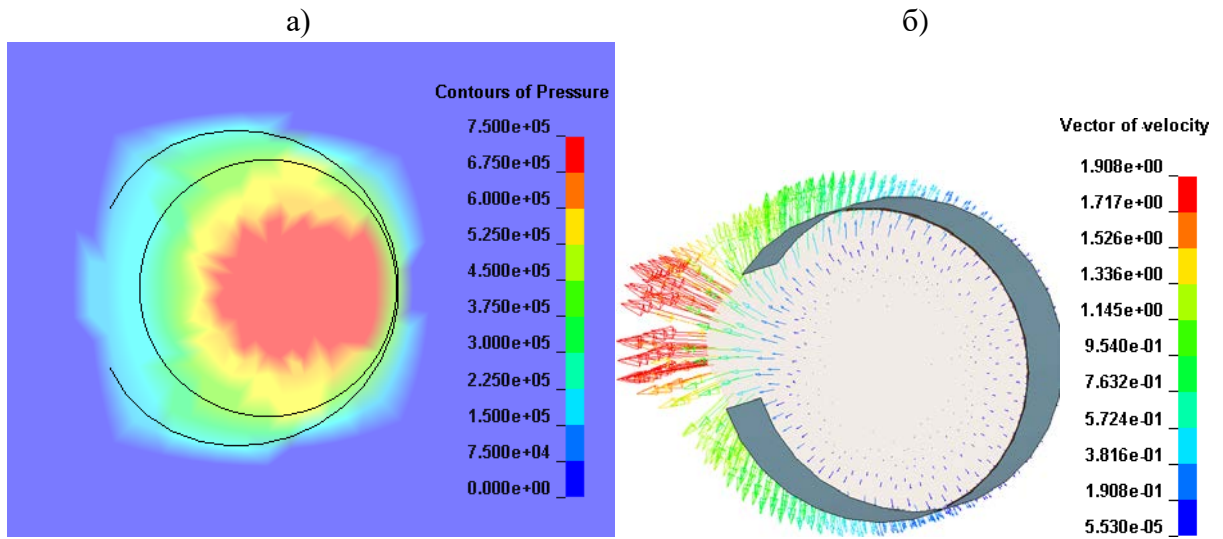 а)
б)
Contours of Pressure
7.500e+05
6.750e+05
6.000e+05
5.250e+05
4.500e+05
3.750e+05
3.000e+05
2.250e+05
1.500e+05
7.500e+04
0.000e+00
Vector of velocity
1.908e+00
1.717e+00
1.526e+00
1.336e+00
1.145e+00
9.540e-01
7.632e-01
5.724e-01
3.816e-01
1.908e-01
5.530e-05